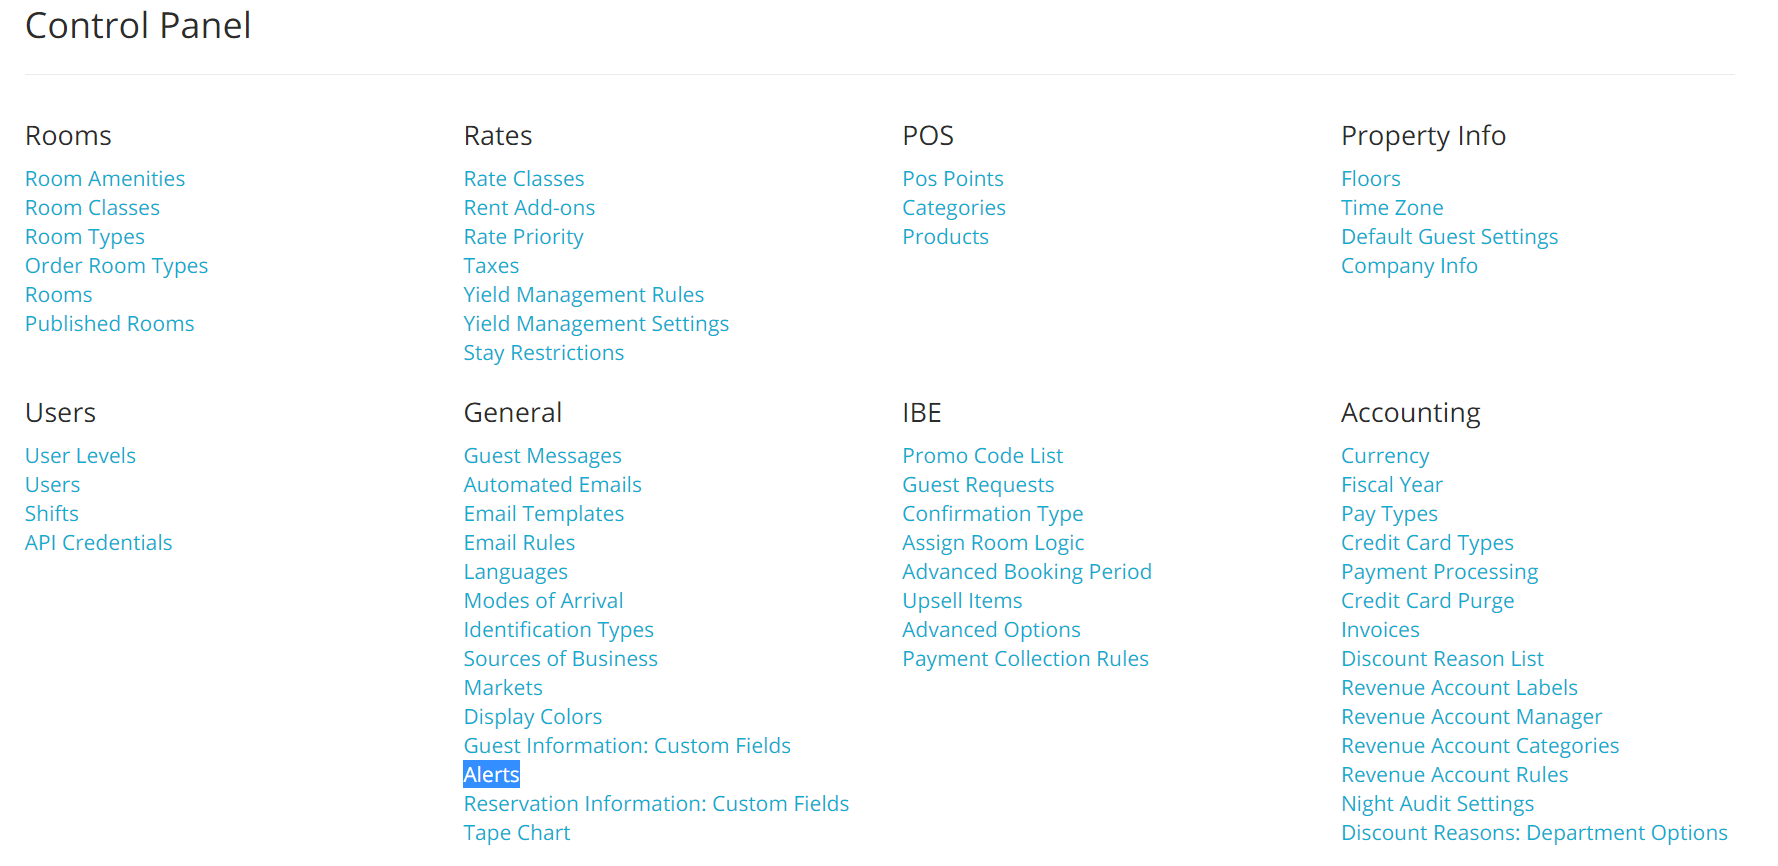 Control Panel
Rooms
Room Amenities
Room Classes
Room Types
Order Room Types
Rooms
Published Rooms
Rates
Rate Classes
Rent Add-ons
Rate Priority
Taxes
Yield Management Rules
Yield Management Settings
Stay Restrictions
POS
Pos Points
Categories
Products
Property Info
Floors
Time Zone
Default Guest Settings
Company Info
Users
User Levels
Users
Shifts
API Credentials
General
Guest Messages
Automated Emails
Email Templates
Email Rules
Languages
Modes of Arrival
Identification Types
Sources of Business
Markets
Display Colors
Guest Information: Custom Fields
Alerts
Reservation Information: Custom Fields
Tape Chart
IBE
Promo Code List
Guest Requests
Confirmation Type
Assign Room Logic
Advanced Booking Period
Upsell Items
Advanced Options
Payment Collection Rules
Accounting
Currency
Fiscal Year
Pay Types
Credit Card Types
Payment Processing
Credit Card Purge
Invoices
Discount Reason List
Revenue Account Labels
Revenue Account Manager
Revenue Account Categories
Revenue Account Rules
Night Audit Settings
Discount Reasons: Department Options